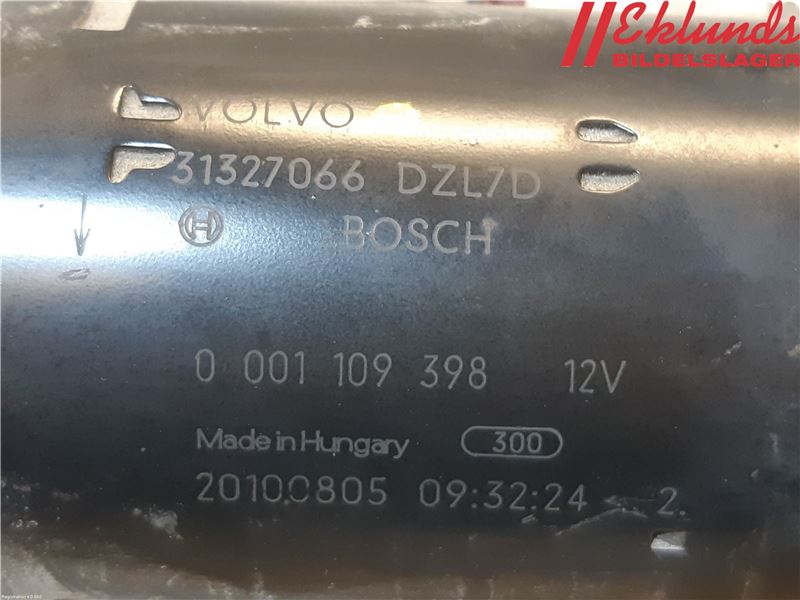 Eklunds
BILDELSLAGER
VOLVO
31327066 DZL7D
BOSCH
0 001 109 398 12V
Made in Hungary 300
20100805 09:32:24 2.